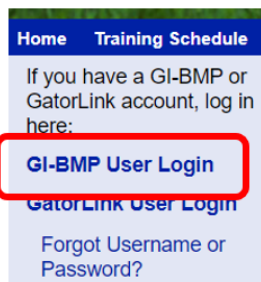 Home Training Schedule
If you have a GI-BMP or
GatorLink account, log in
here:
GI-BMP User Login
GatorLink User Login
Forgot Username or
Password?